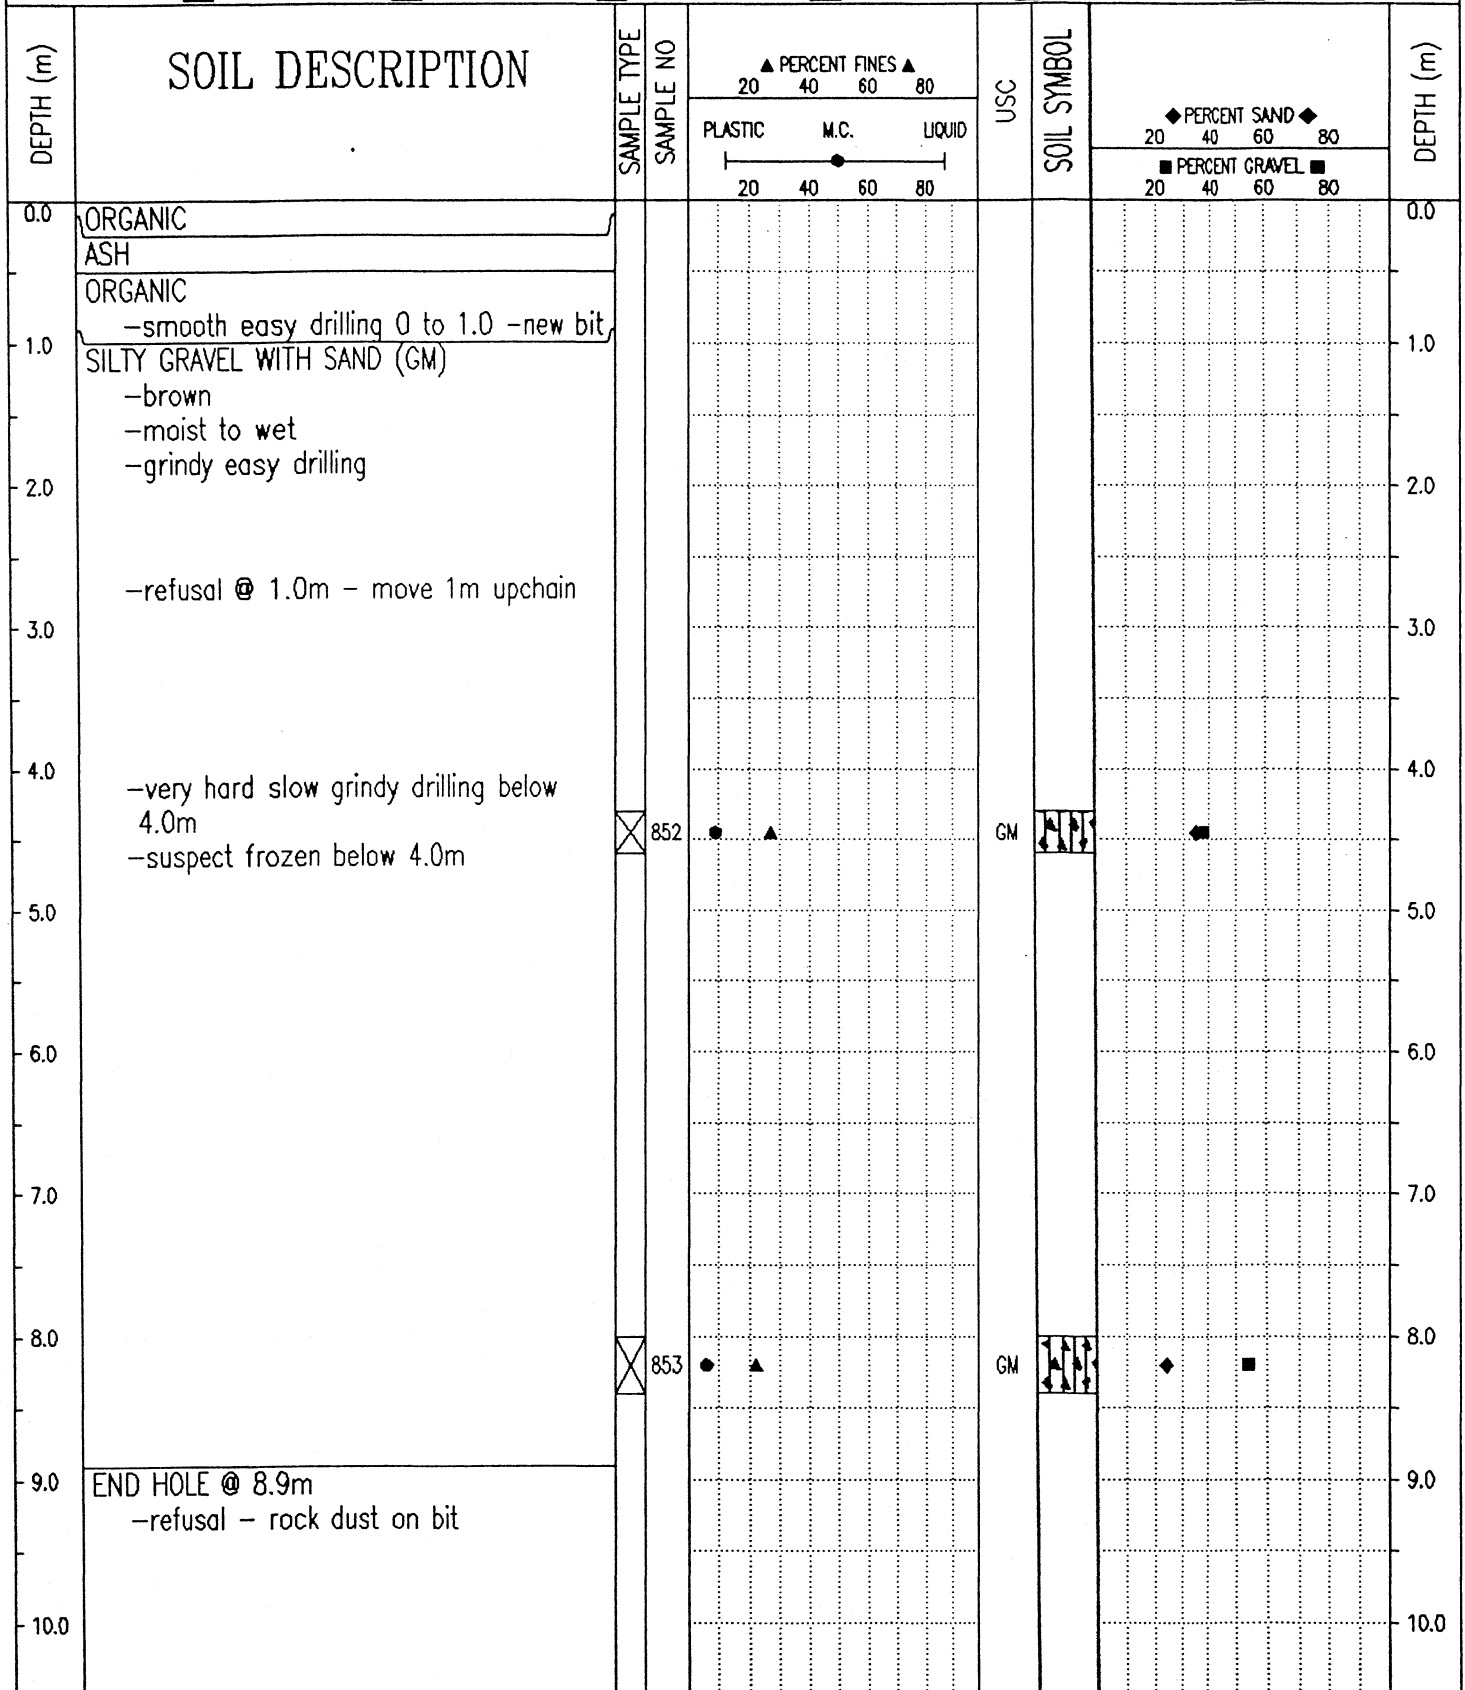 DEPTH (m)
SOIL DESCRIPTION
SAMPLE TYPE
SAMPLE NO
▲ PERCENT FINES ▲
20 40 60 80
PLASTIC M.C. LIQUID
20 40 60 80
USC
SOIL SYMBOL
◆ PERCENT SAND ◆
20 40 60 80
■ PERCENT GRAVEL ■
20 40 60 80
DEPTH (m)
0.0 ORGANIC 0.0
ASH
ORGANIC
-smooth easy drilling 0 to 1.0 -new bit
1.0 1.0
SILTY GRAVEL WITH SAND (GM)
-brown
-moist to wet
-grindy easy drilling
2.0 2.0
-refusal @ 1.0m - move 1m upchain
3.0 3.0
4.0 4.0
-very hard slow grindy drilling below
4.0m
852 GM
-suspect frozen below 4.0m
5.0 5.0
6.0 6.0
7.0 7.0
8.0 8.0
853 GM
9.0 END HOLE @ 8.9m 9.0
-refusal - rock dust on bit
10.0 10.0